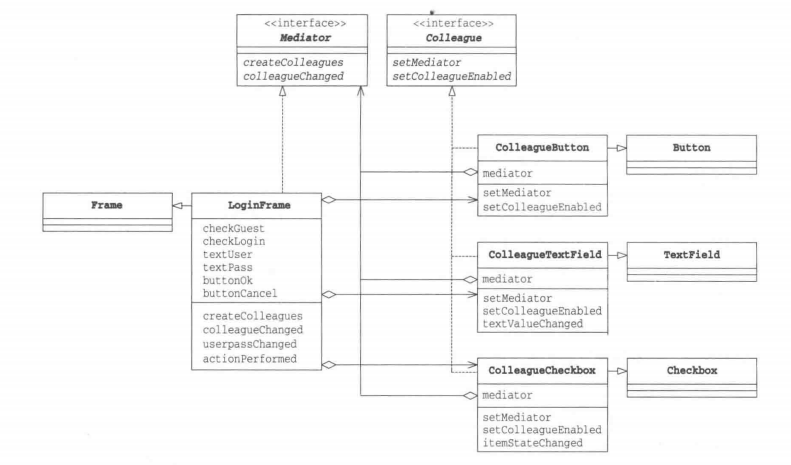 <<interface>>
Mediator
createColleagues
colleagueChanged
<<interface>>
Colleague
setMediator
setColleagueEnabled
ColleagueButton
mediator
setMediator
setColleagueEnabled
Button
Frame
LoginFrame
checkGuest
checkLogin
textUser
textPass
buttonOk
buttonCancel
createColleagues
colleagueChanged
userpassChanged
actionPerformed
ColleagueTextField
mediator
setMediator
setColleagueEnabled
textValueChanged
TextField
ColleagueCheckbox
mediator
setMediator
setColleagueEnabled
itemStateChanged
Checkbox